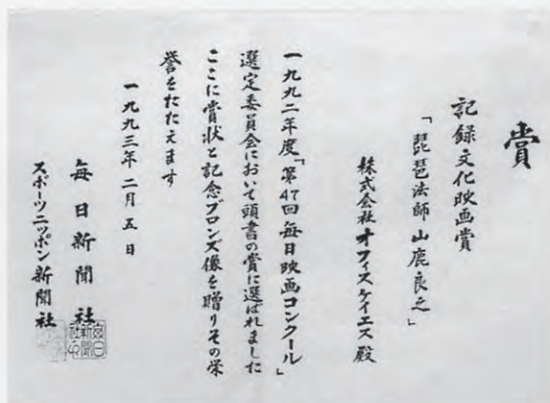 賞
記録文化映画賞
「琵琶法師 山鹿良之」
株式会社 オフィスケイエス 殿
一九九二年度「第47回毎日映画コンクール」
選定委員会において頭書の賞に選ばれました
ここに賞状と記念ブロンズ像を贈りその栄
誉をたたえます
一九九三年二月五日
毎日新聞社
スポーツニッポン新聞社